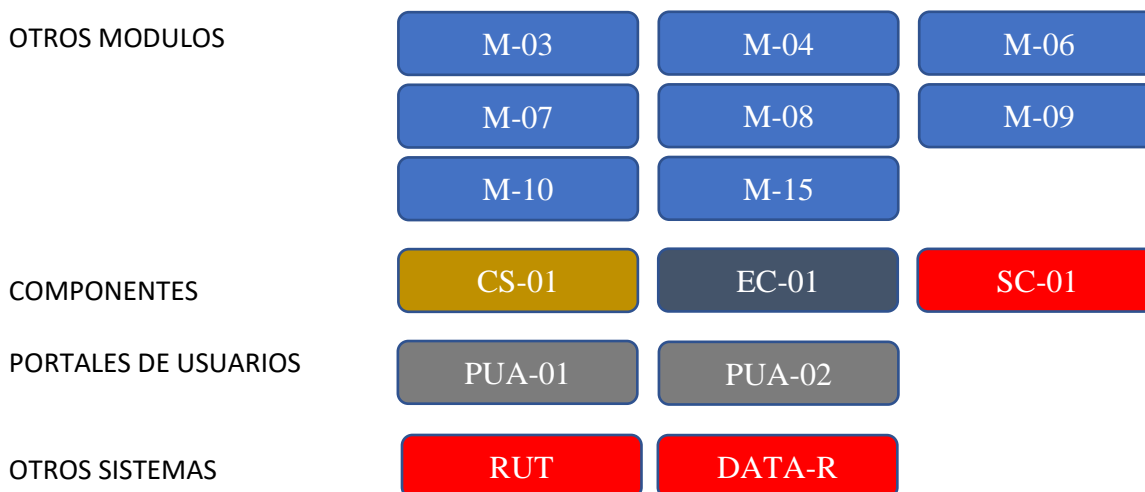 OTROS MODULOS
M-03 M-04 M-06
M-07 M-08 M-09
M-10 M-15
COMPONENTES
CS-01 EC-01 SC-01
PORTALES DE USUARIOS
PUA-01 PUA-02
OTROS SISTEMAS
RUT DATA-R